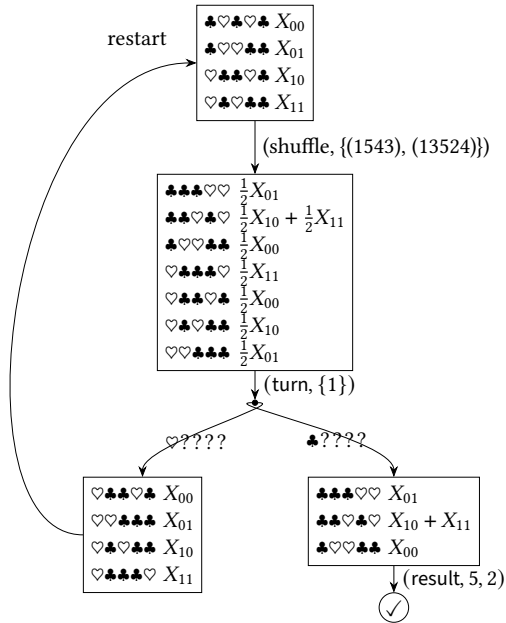 restart
♣♡♣♡♣ X₀₀
♣♡♡♣♣ X₀₁
♡♣♣♡♣ X₁₀
♡♣♡♣♣ X₁₁
(shuffle, {(1543), (13524)})
♣♣♣♡♡ ½X₀₁
♣♣♡♣♡ ½X₁₀ + ½X₁₁
♣♡♡♣♣ ½X₀₀
♡♣♣♣♡ ½X₁₁
♡♣♣♡♣ ½X₀₀
♡♣♡♣♣ ½X₁₀
♡♡♣♣♣ ½X₀₁
(turn, {1})
♡???? ♣????
♡♣♣♡♣ X₀₀
♡♡♣♣♣ X₀₁
♡♣♡♣♣ X₁₀
♡♣♣♣♡ X₁₁
♣♣♣♡♡ X₀₁
♣♣♡♣♡ X₁₀ + X₁₁
♣♡♡♣♣ X₀₀
(result, 5, 2)
✓